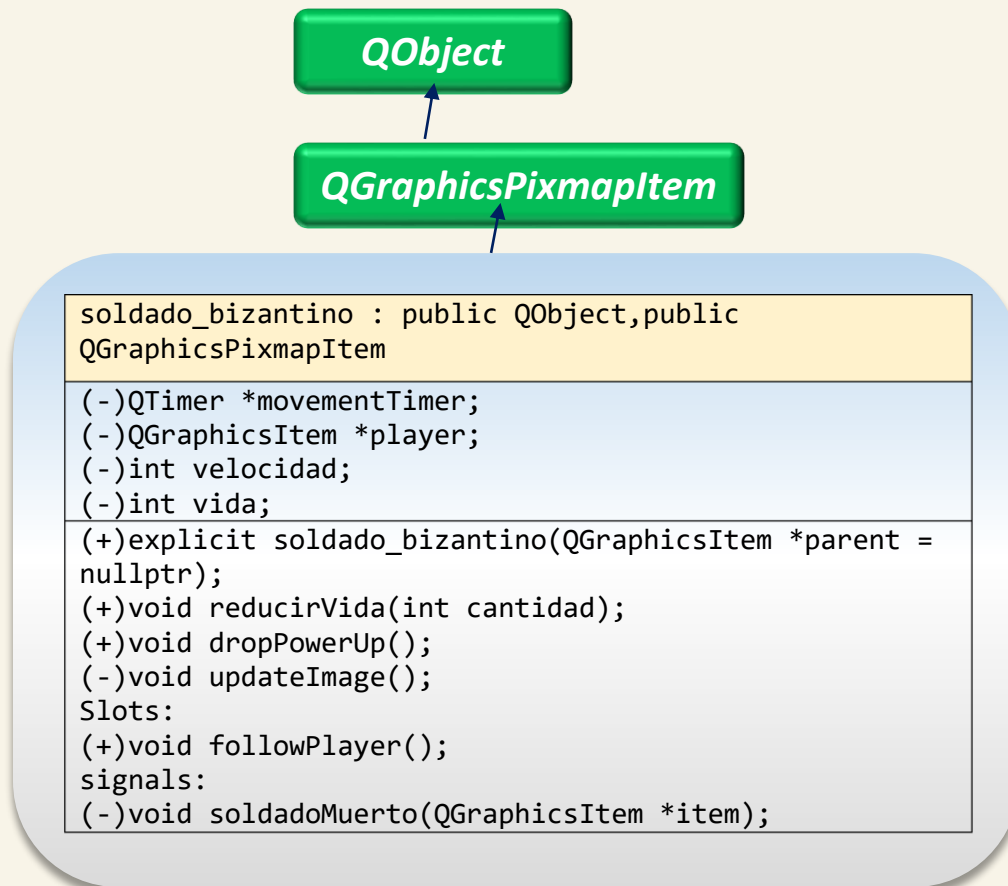 QObject
QGraphicsPixmapItem
soldado_bizantino : public QObject,public
QGraphicsPixmapItem
(-)QTimer *movementTimer;
(-)QGraphicsItem *player;
(-)int velocidad;
(-)int vida;
(+)explicit soldado_bizantino(QGraphicsItem *parent =
nullptr);
(+)void reducirVida(int cantidad);
(+)void dropPowerUp();
(-)void updateImage();
Slots:
(+)void followPlayer();
signals:
(-)void soldadoMuerto(QGraphicsItem *item);